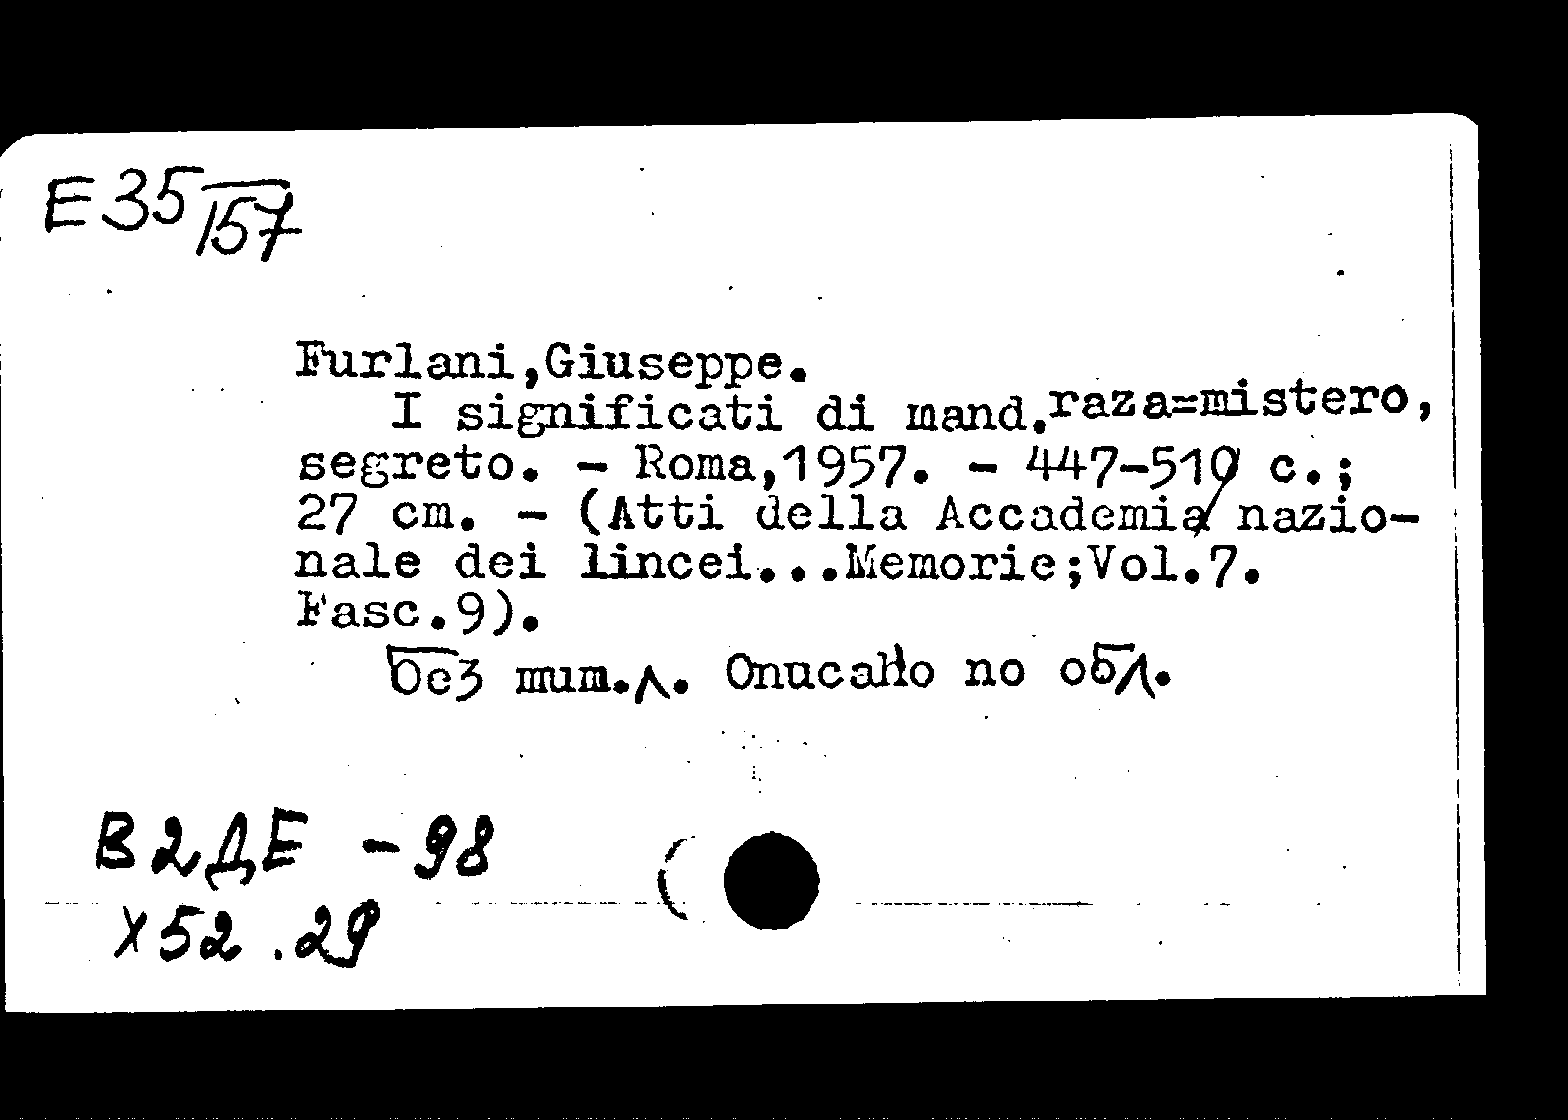 E35/157
Furlani,Giuseppe.
I significati di mand.raza=mistero,
segreto. - Roma,1957. - 447-510 с.;
27 cm. - (Atti della Accademia nazio-
nale dei lincei...Memorie;Vol.7.
Fasc.9).
без тит.л. Описано по обл.
В2ДЕ -98
Х52.29